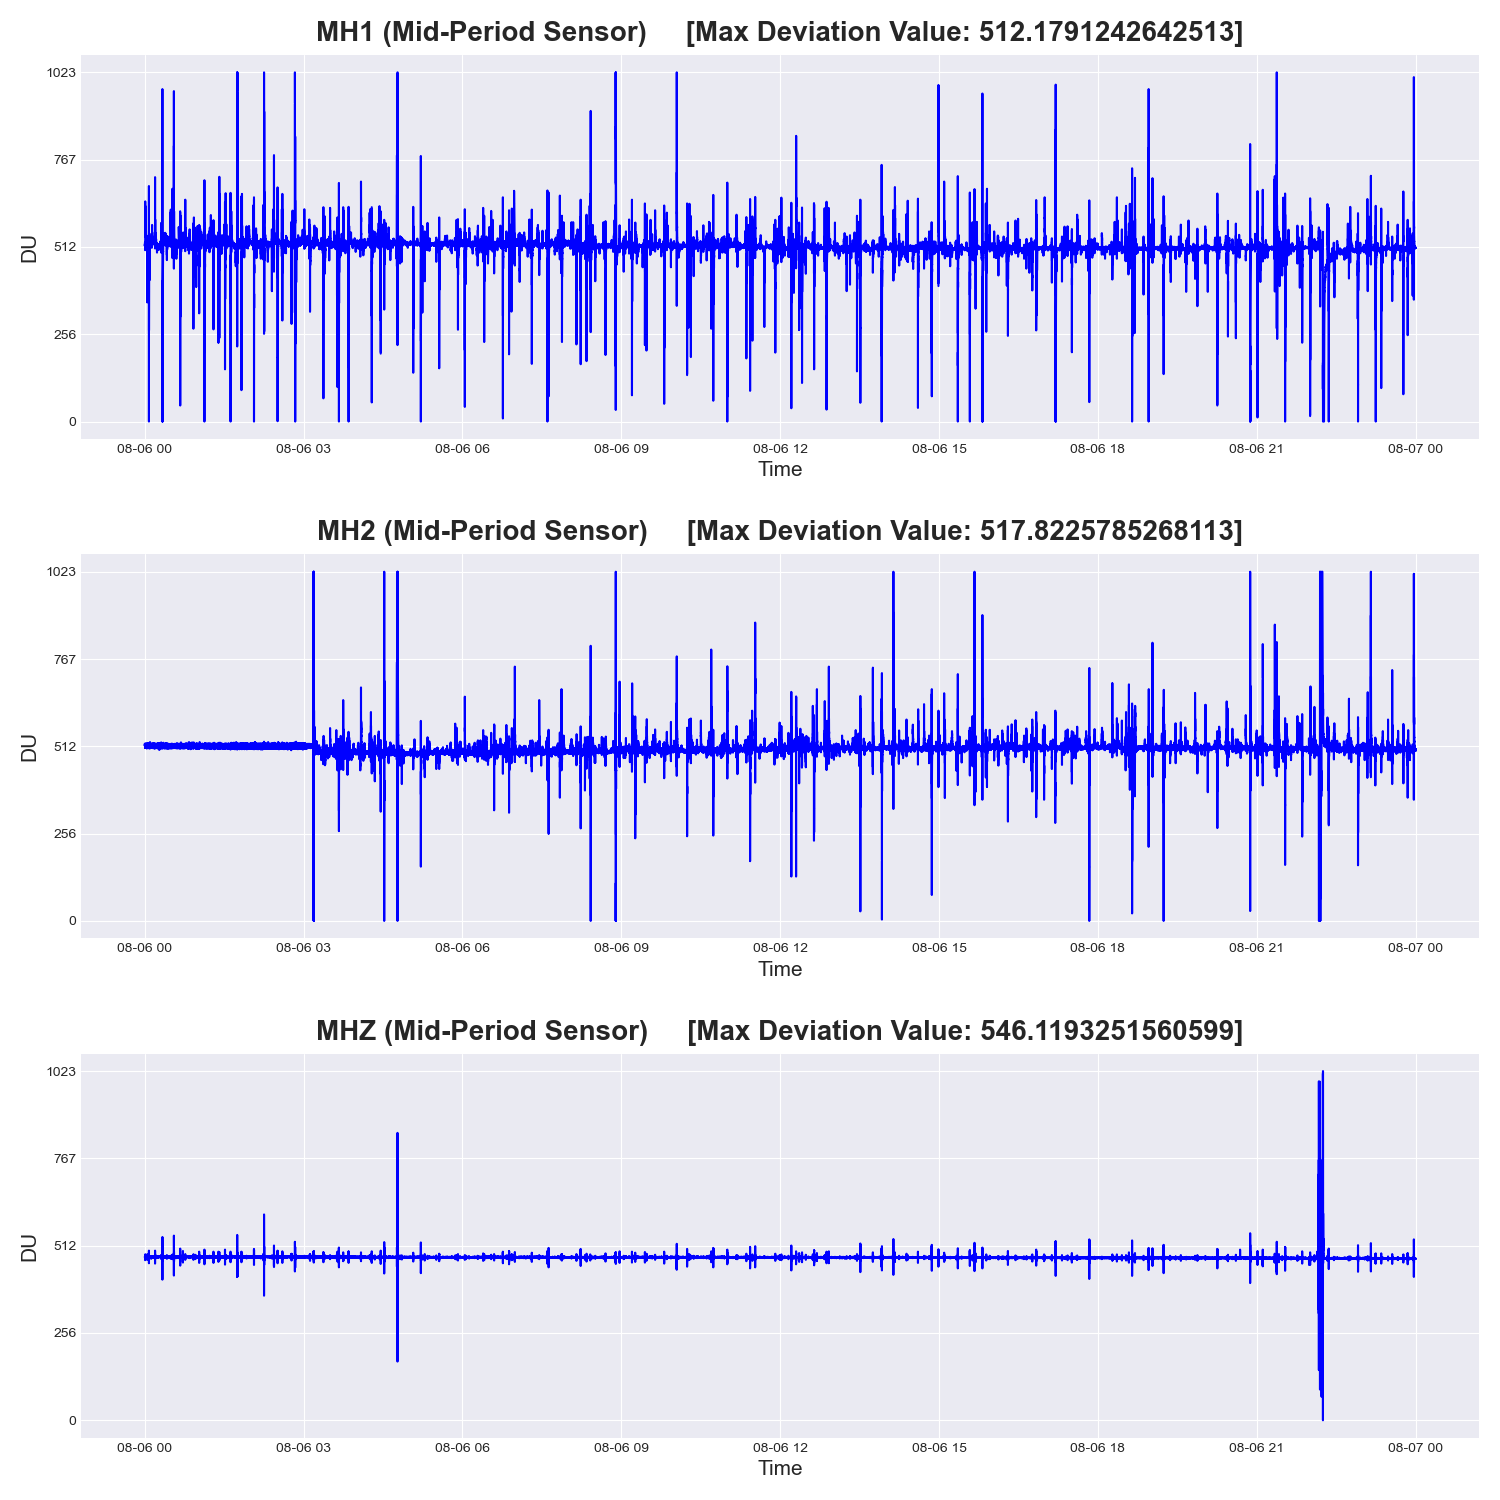 MH1 (Mid-Period Sensor) [Max Deviation Value: 512.1791242642513]
1023
767
512
256
0
DU
08-06 00 08-06 03 08-06 06 08-06 09 08-06 12 08-06 15 08-06 18 08-06 21 08-07 00
Time
MH2 (Mid-Period Sensor) [Max Deviation Value: 517.8225785268113]
1023
767
512
256
0
DU
08-06 00 08-06 03 08-06 06 08-06 09 08-06 12 08-06 15 08-06 18 08-06 21 08-07 00
Time
MHZ (Mid-Period Sensor) [Max Deviation Value: 546.1193251560599]
1023
767
512
256
0
DU
08-06 00 08-06 03 08-06 06 08-06 09 08-06 12 08-06 15 08-06 18 08-06 21 08-07 00
Time